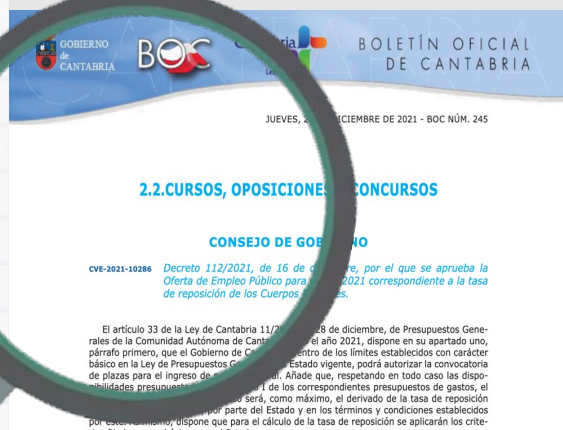 GOBIERNO
de
CANTABRIA
BOC
BOLETÍN OFICIAL
DE CANTABRIA
JUEVES, DE 2021 - BOC NÚM. 245
2.2.CURSOS, OPOSICIONES CONCURSOS
CONSEJO DE
CVE-2021-10286
Decreto 112/2021, de 16 de por el que se aprueba la
Oferta de Empleo Público para 2021 correspondiente a la tasa
de reposición de los Cuerpos
El artículo 33 de la Ley de Cantabria 28 de diciembre, de Presupuestos Gene-
rales de la Comunidad Autónoma de el año 2021, dispone en su apartado uno,
párrafo primero, que el Gobierno de de los límites establecidos con carácter
básico en la Ley de Presupuestos Estado vigente, podrá autorizar la convocatoria
de plazas para el ingreso de Añade que, respetando en todo caso las dispo-
de los correspondientes presupuestos de gastos, el
será, como máximo, el derivado de la tasa de reposición
por parte del Estado y en los términos y condiciones establecidos
por dispone que para el cálculo de la tasa de reposición se aplicarán los crite-